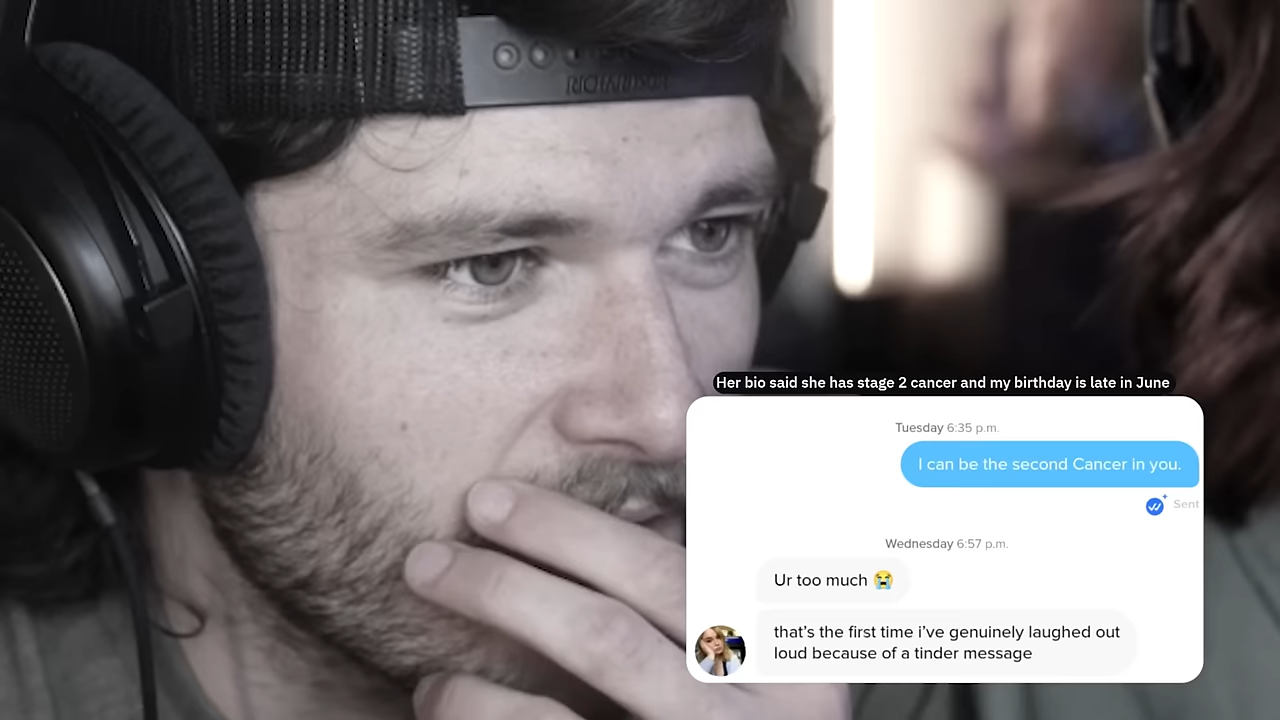 RICHARDSON
Her bio said she has stage 2 cancer and my birthday is late in June
Tuesday 6:35 p.m.
I can be the second Cancer in you.
Sent
Wednesday 6:57 p.m.
Ur too much 😭
that's the first time i've genuinely laughed out
loud because of a tinder message